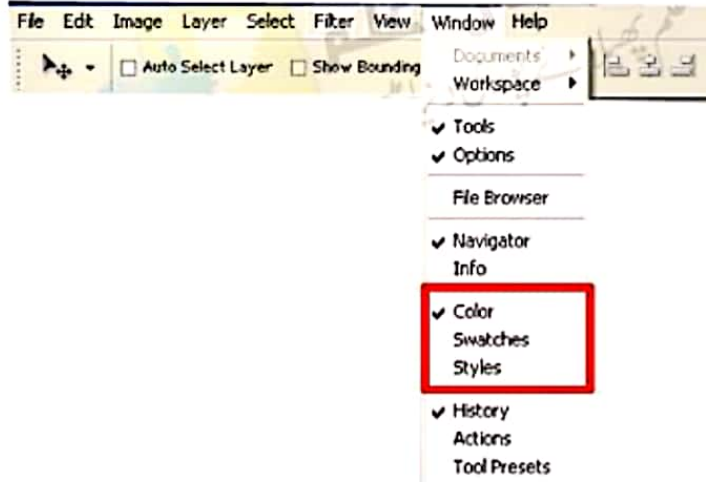 File Edit Image Layer Select Filter View Window Help
Auto Select Layer Show Bounding
Documents
Workspace
Tools
Options
File Browser
Navigator
Info
Color
Swatches
Styles
History
Actions
Tool Presets